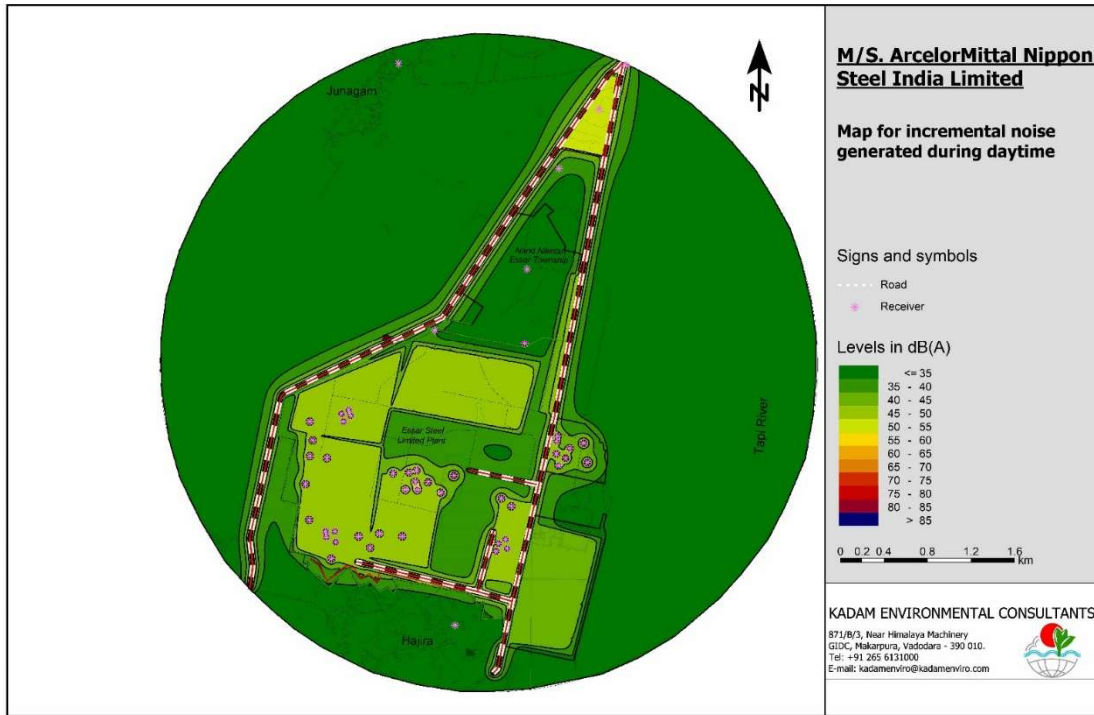 Junagam
Nand Niketan
Essar Township
Essar Steel
Limited Plant
Tapi River
Hajira
N
M/S. ArcelorMittal Nippon
Steel India Limited
Map for incremental noise
generated during daytime
Signs and symbols
Road
Receiver
Levels in dB(A)
<= 35
35 - 40
40 - 45
45 - 50
50 - 55
55 - 60
60 - 65
65 - 70
70 - 75
75 - 80
80 - 85
> 85
0 0.2 0.4 0.8 1.2 1.6
km
KADAM ENVIRONMENTAL CONSULTANTS
871/B/3, Near Himalaya Machinery
GIDC, Makarpura, Vadodara - 390 010.
Tel: +91 265 6131000
E-mail: kadamenviro@kadamenviro.com